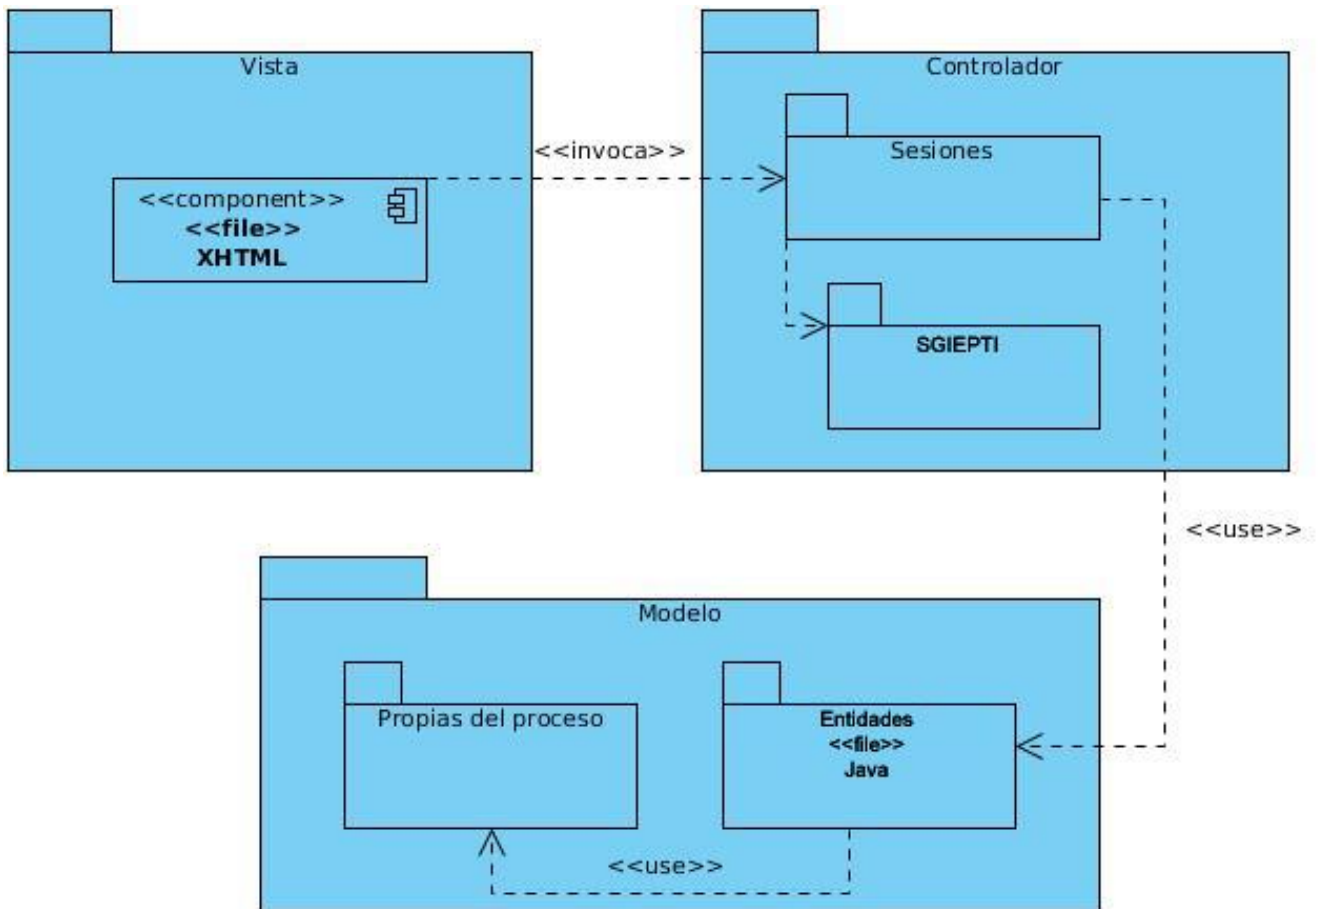 Vista
<<component>>
<<file>>
XHTML
<<invoca>>
Controlador
Sesiones
SGIEPTI
<<use>>
Modelo
Propias del proceso
Entidades
<<file>>
Java
<<use>>